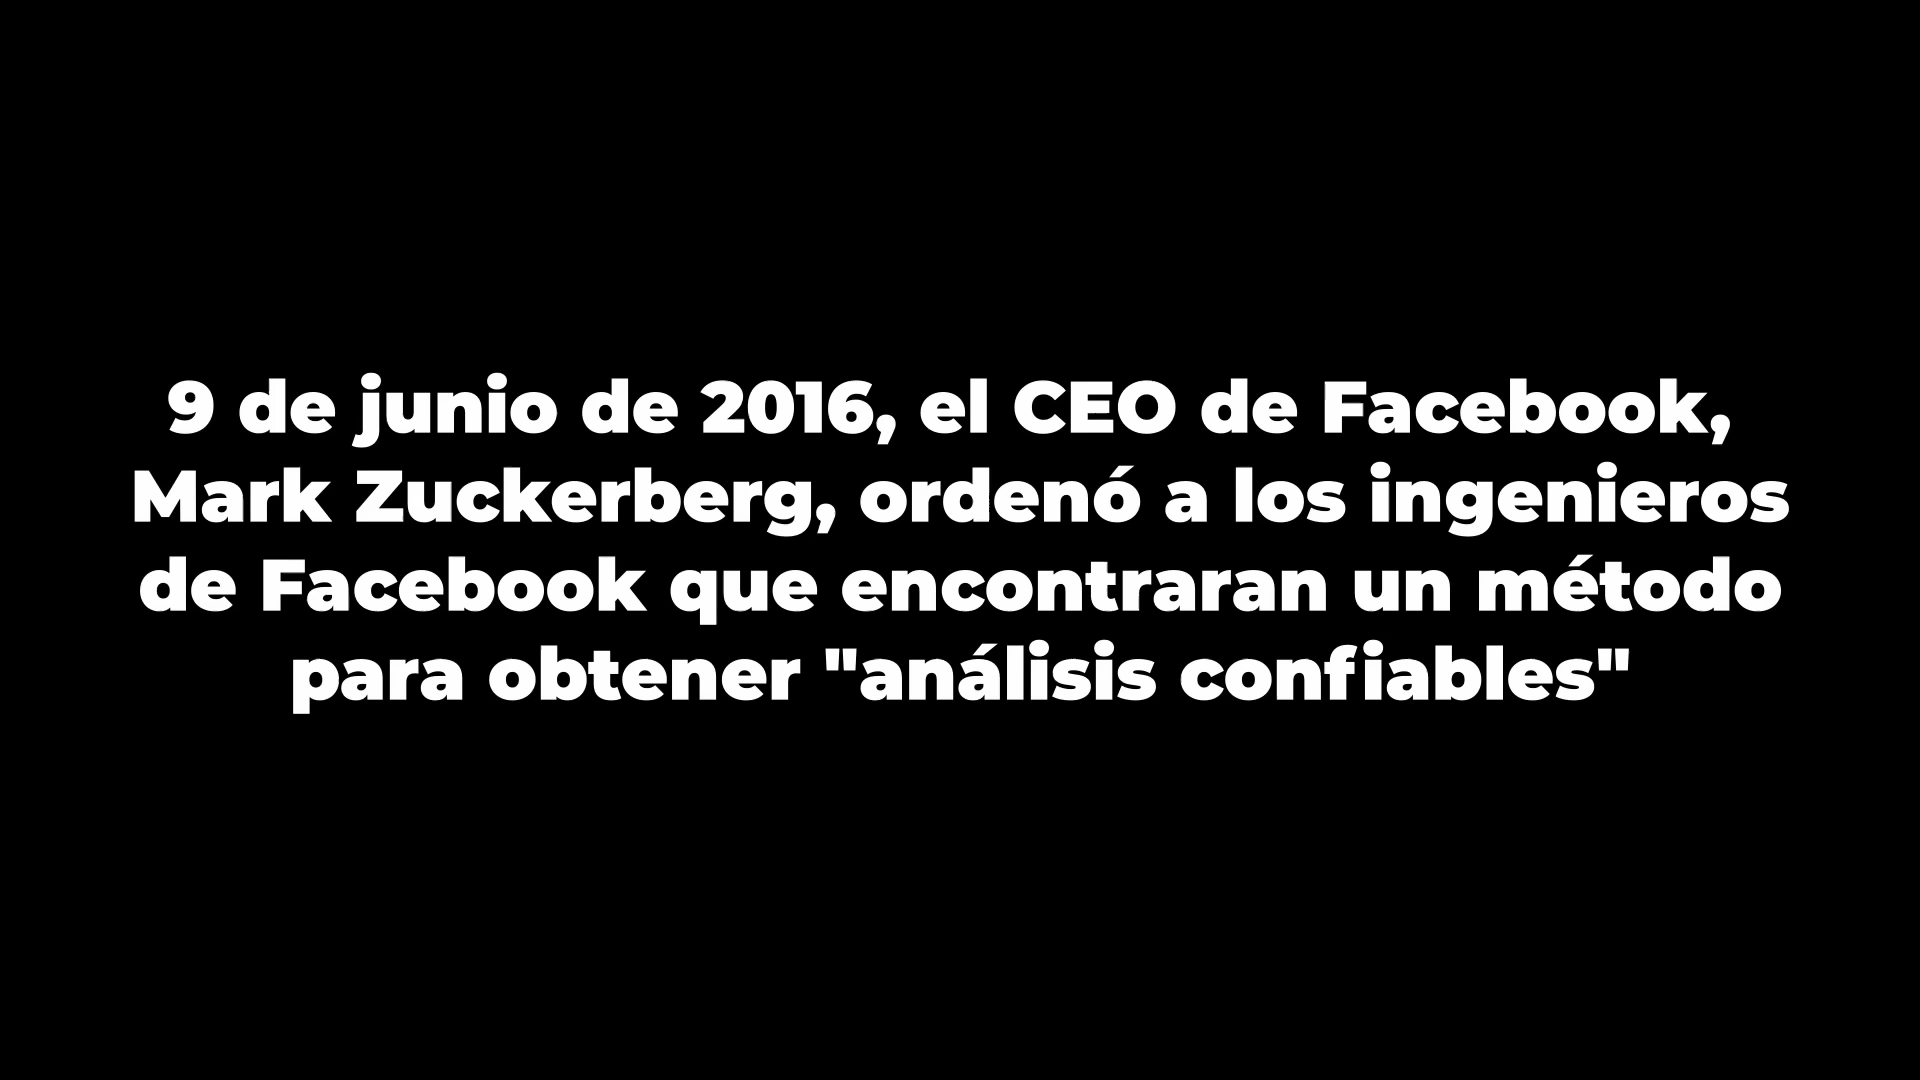 9 de junio de 2016, el CEO de Facebook,
Mark Zuckerberg, ordenó a los ingenieros
de Facebook que encontraran un método
para obtener "análisis confiables"